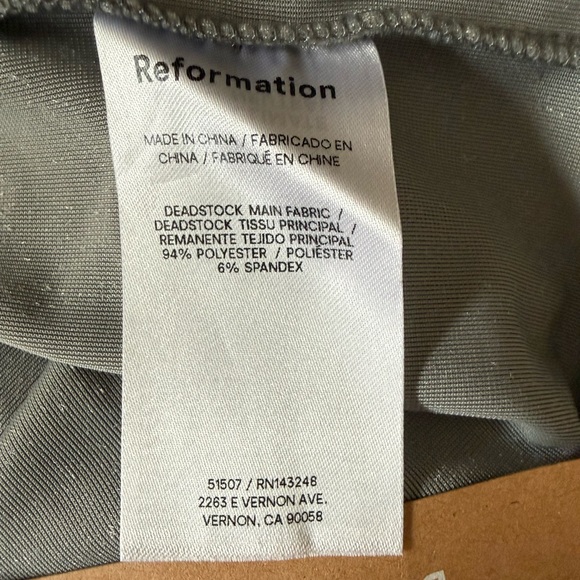 Reformation
MADE IN CHINA / FABRICADO EN
CHINA / FABRIQUÉ EN CHINE
DEADSTOCK MAIN FABRIC /
DEADSTOCK TISSU PRINCIPAL /
REMANENTE TEJIDO PRINCIPAL
94% POLYESTER / POLIÉSTER
6% SPANDEX
51507 / RN143248
2263 E VERNON AVE.
VERNON, CA 90058